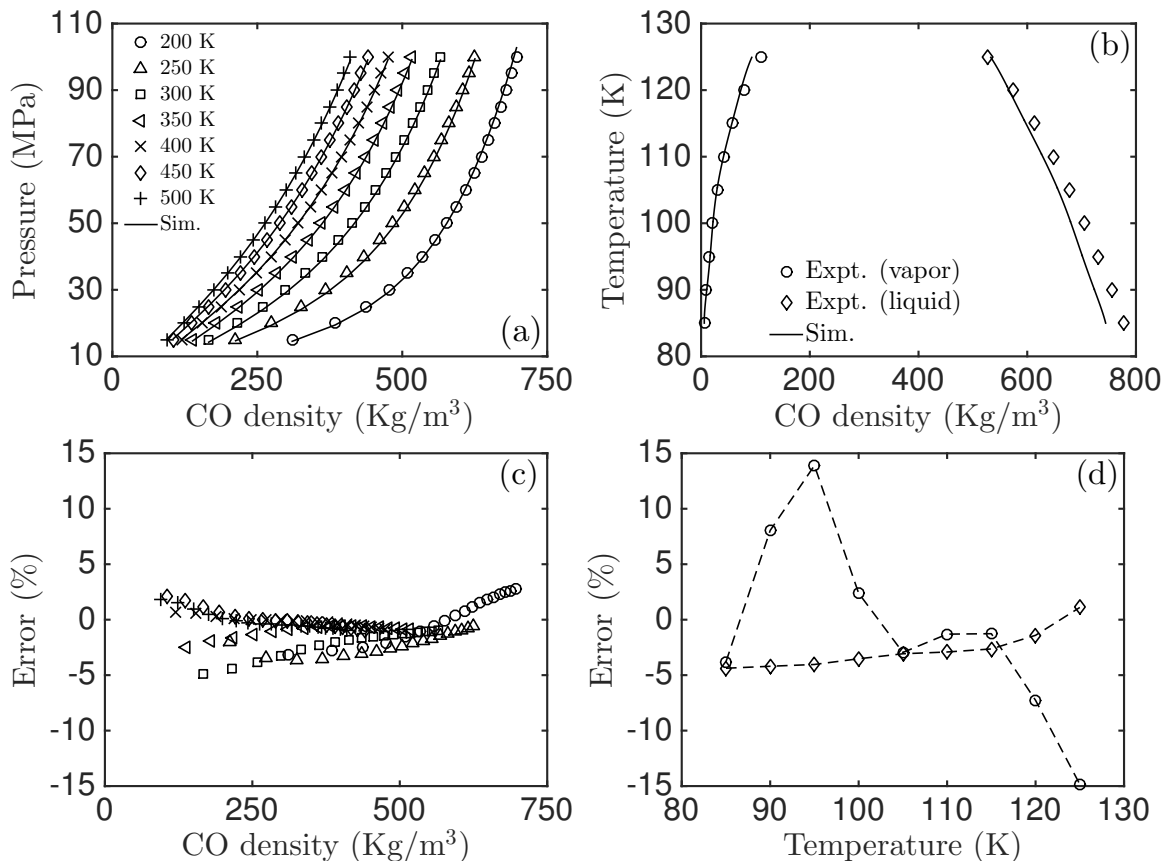 Pressure (MPa)
100
90
70
50
30
10
200 K
250 K
300 K
350 K
400 K
450 K
500 K
Sim.
(a)
0 250 500 750
CO density (Kg/m³)
Temperature (K)
130
120
110
100
90
80
(b)
Expt. (vapor)
Expt. (liquid)
Sim.
0 200 400 600 800
CO density (Kg/m³)
Error (%)
15
10
5
0
-5
-10
-15
(c)
0 250 500 750
CO density (Kg/m³)
Error (%)
15
10
5
0
-5
-10
-15
(d)
80 90 100 110 120 130
Temperature (K)